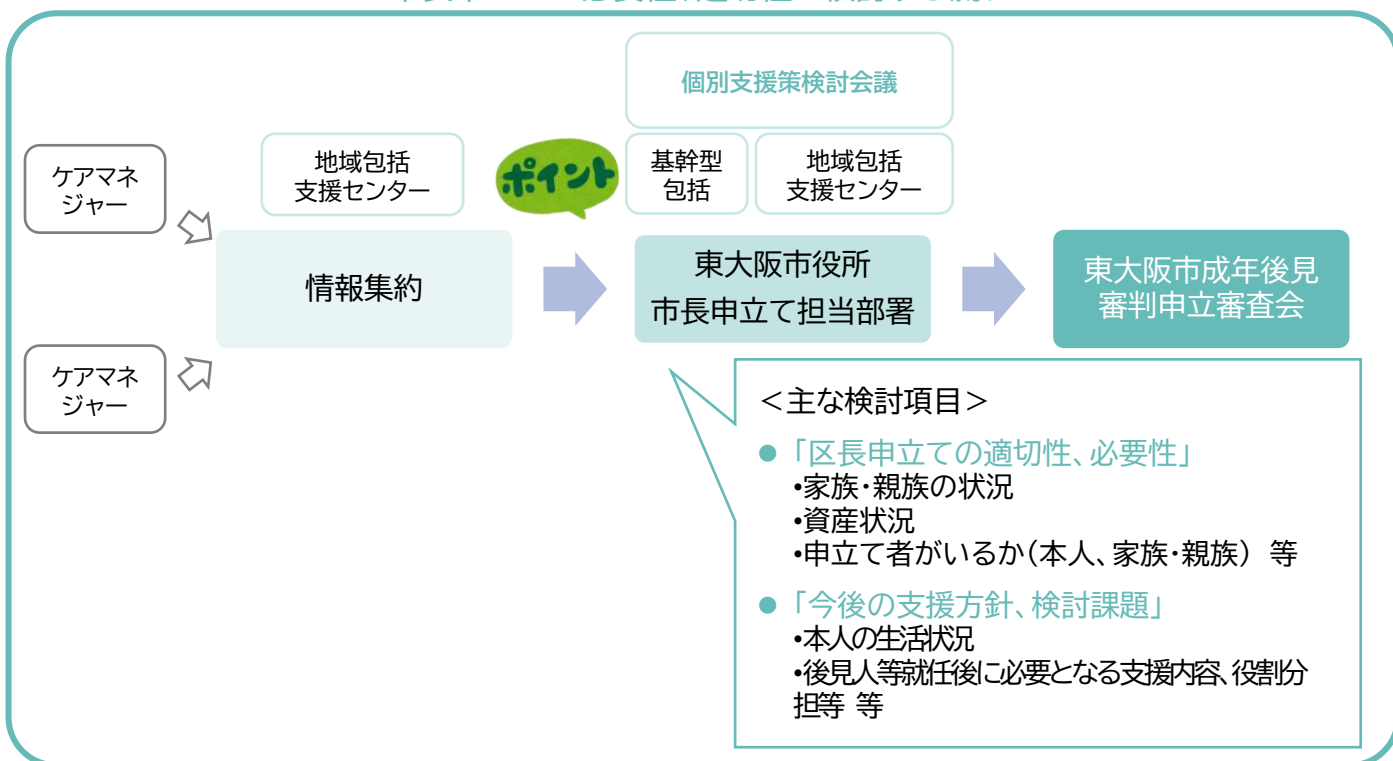 個別支援策検討会議
ケアマネ
ジャー
地域包括
支援センター
ポイント
基幹型
包括
地域包括
支援センター
情報集約
東大阪市役所
市長申立て担当部署
東大阪市成年後見
審判申立審査会
ケアマネ
ジャー
<主な検討項目>
● 「区長申立ての適切性、必要性」
•家族・親族の状況
•資産状況
•申立て者がいるか(本人、家族・親族) 等
● 「今後の支援方針、検討課題」
•本人の生活状況
•後見人等就任後に必要となる支援内容、役割分
担等 等